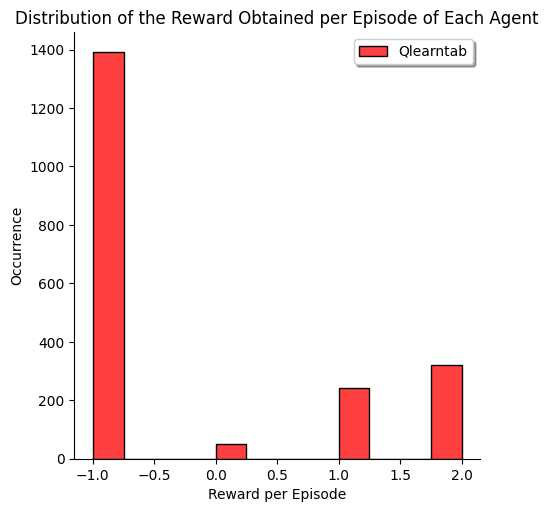 Distribution of the Reward Obtained per Episode of Each Agent
Qlearntab
1400
1200
1000
800
600
400
200
0
Occurrence
−1.0 −0.5 0.0 0.5 1.0 1.5 2.0
Reward per Episode